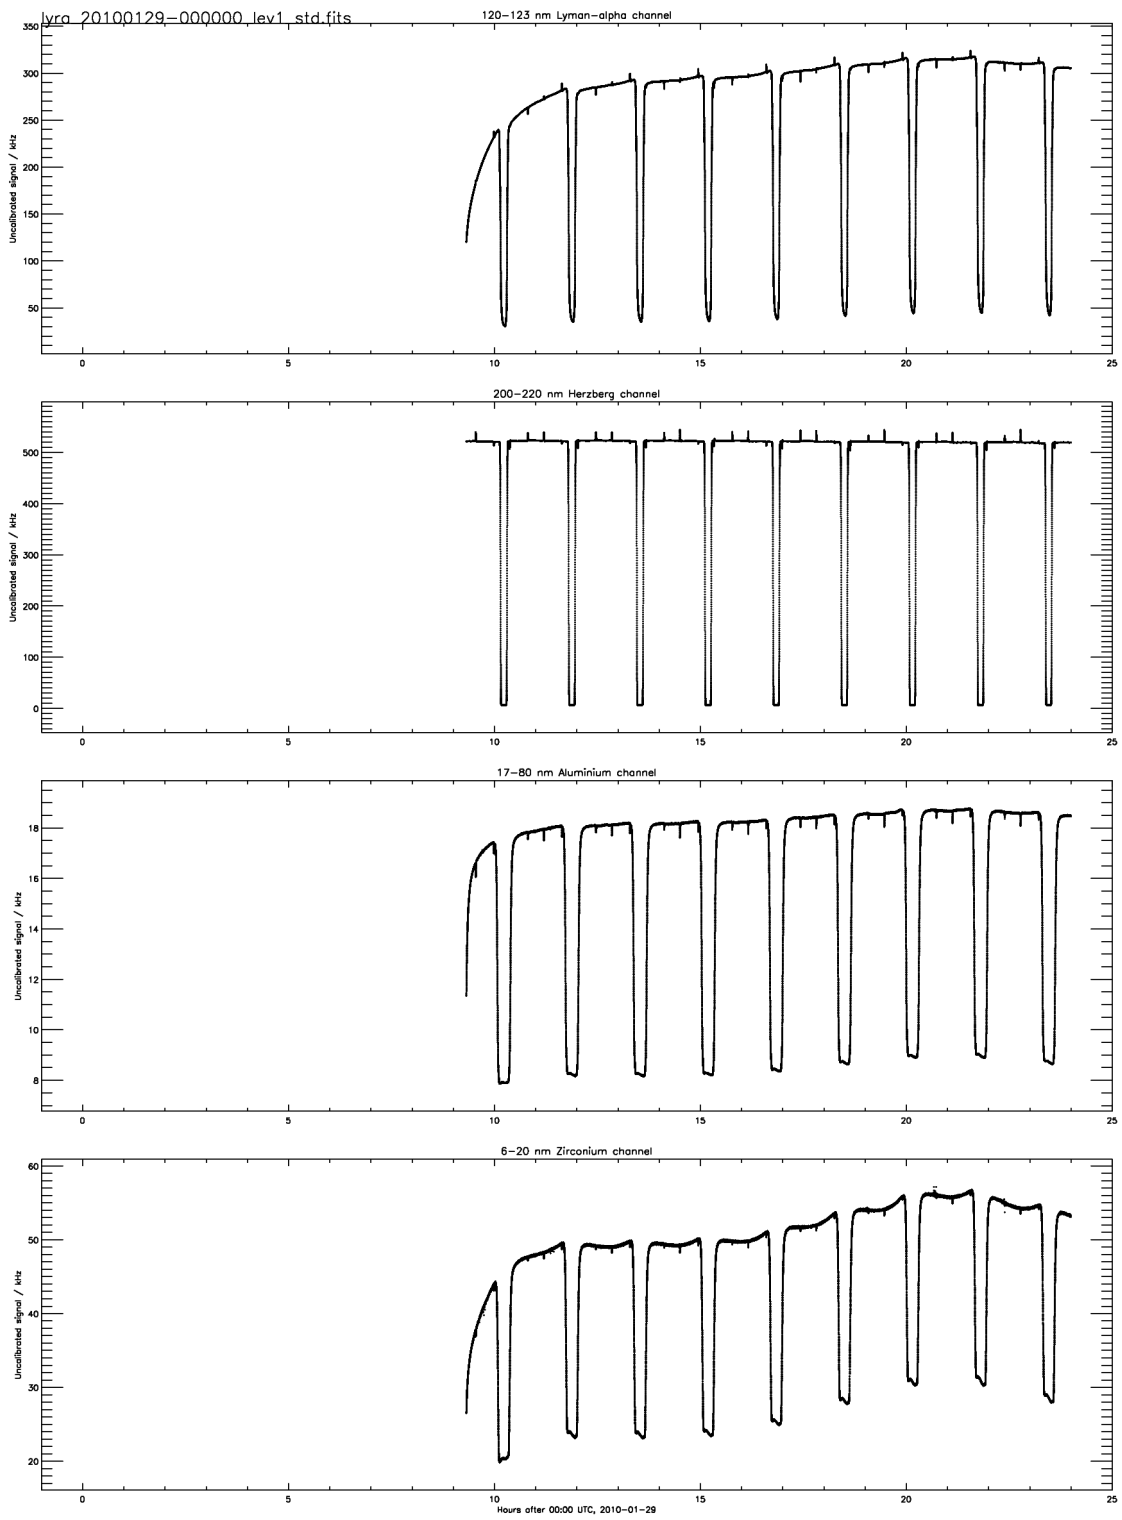 lyra_20100129-000000_lev1_std.fits
120-123 nm Lyman-alpha channel
350
300
250
200
150
100
50
Uncalibrated signal / kHz
0 5 10 15 20 25
200-220 nm Herzberg channel
500
400
300
200
100
0
Uncalibrated signal / kHz
0 5 10 15 20 25
17-80 nm Aluminium channel
18
16
14
12
10
8
Uncalibrated signal / kHz
0 5 10 15 20 25
6-20 nm Zirconium channel
60
50
40
30
20
Uncalibrated signal / kHz
0 5 10 15 20 25
Hours after 00:00 UTC, 2010-01-29